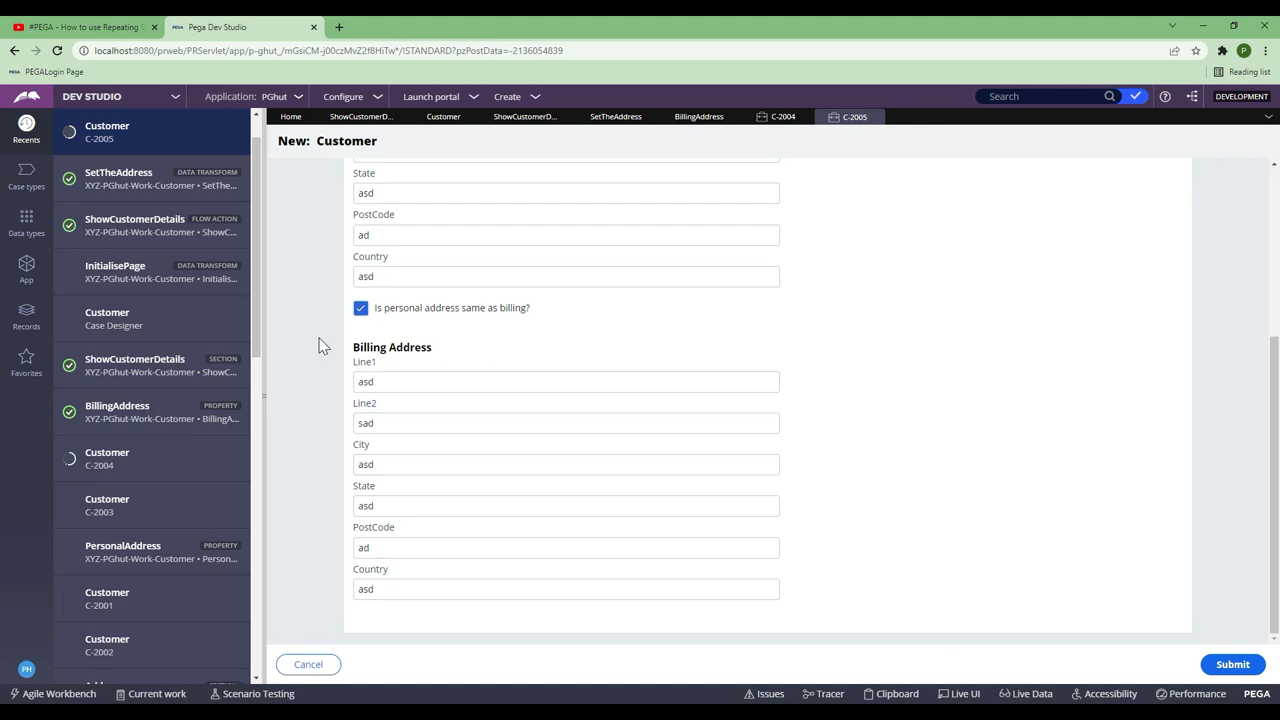 #PEGA - How to use Repeating D
Pega Dev Studio
localhost:8080/prweb/PRServlet/app/p-ghut_/mGsiCM-j00czMvZ2f8HiTw*/!STANDARD?pzPostData=-2136054839
P
PEGALogin Page
Reading list
DEV STUDIO
Application: PGhut
Configure
Launch portal
Create
Search
DEVELOPMENT
Home
ShowCustomerD...
Customer
ShowCustomerD...
SetTheAddress
BillingAddress
C-2004
C-2005
Recents
Case types
Data types
App
Records
Favorites
PH
Customer
C-2005
SetTheAddress DATA TRANSFORM
XYZ-PGhut-Work-Customer • SetThe...
ShowCustomerDetails FLOW ACTION
XYZ-PGhut-Work-Customer • ShowC...
InitialisePage DATA TRANSFORM
XYZ-PGhut-Work-Customer • Initialis...
Customer
Case Designer
ShowCustomerDetails SECTION
XYZ-PGhut-Work-Customer • ShowC...
BillingAddress PROPERTY
XYZ-PGhut-Work-Customer • BillingA...
Customer
C-2004
Customer
C-2003
PersonalAddress PROPERTY
XYZ-PGhut-Work-Customer • Person...
Customer
C-2001
Customer
C-2002
New: Customer
State
asd
PostCode
ad
Country
asd
Is personal address same as billing?
Billing Address
Line1
asd
Line2
sad
City
asd
State
asd
PostCode
ad
Country
asd
Cancel
Submit
Agile Workbench
Current work
Scenario Testing
Issues
Tracer
Clipboard
Live UI
Live Data
Accessibility
Performance
PEGA